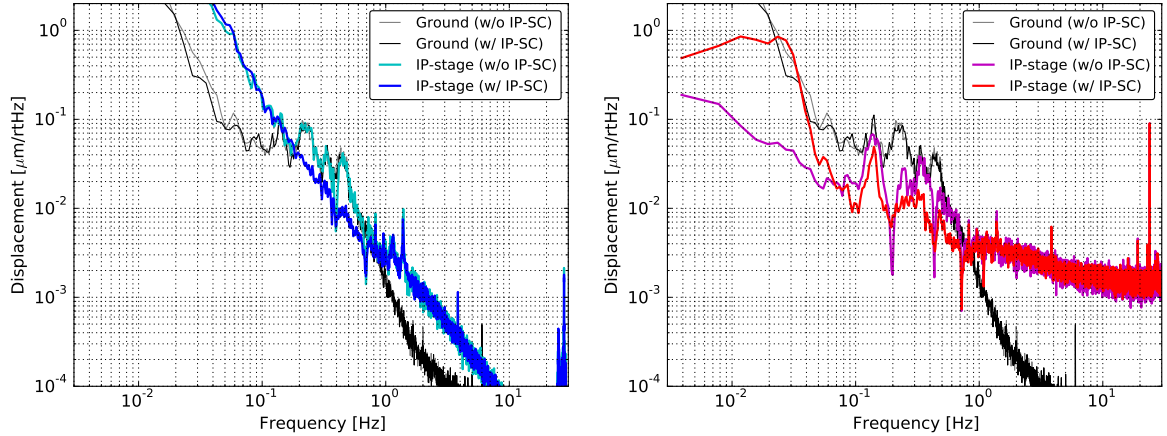 10^0
10^-1
10^-2
10^-3
10^-4
Displacement [μm/rtHz]
Ground (w/o IP-SC)
Ground (w/ IP-SC)
IP-stage (w/o IP-SC)
IP-stage (w/ IP-SC)
10^-2
10^-1
10^0
10^1
Frequency [Hz]
10^0
10^-1
10^-2
10^-3
10^-4
Displacement [μm/rtHz]
Ground (w/o IP-SC)
Ground (w/ IP-SC)
IP-stage (w/o IP-SC)
IP-stage (w/ IP-SC)
10^-2
10^-1
10^0
10^1
Frequency [Hz]